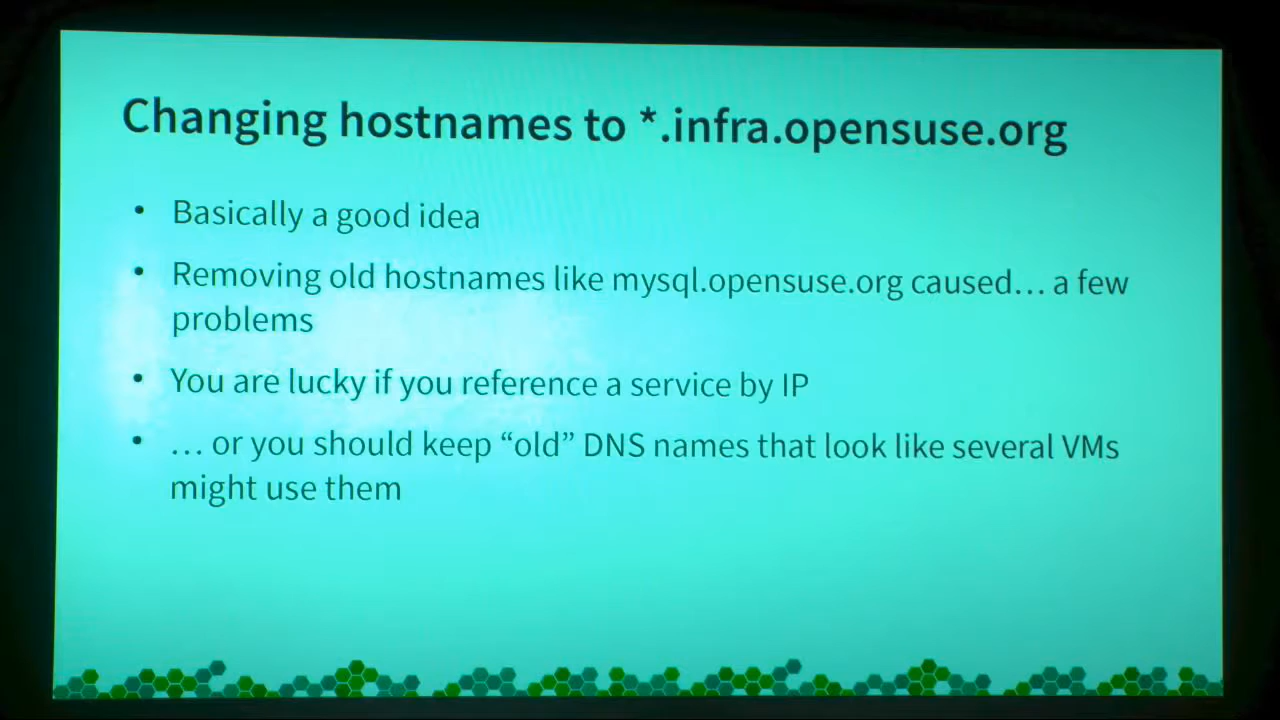 Changing hostnames to *.infra.opensuse.org
• Basically a good idea
• Removing old hostnames like mysql.opensuse.org caused… a few
problems
• You are lucky if you reference a service by IP
• … or you should keep “old” DNS names that look like several VMs
might use them